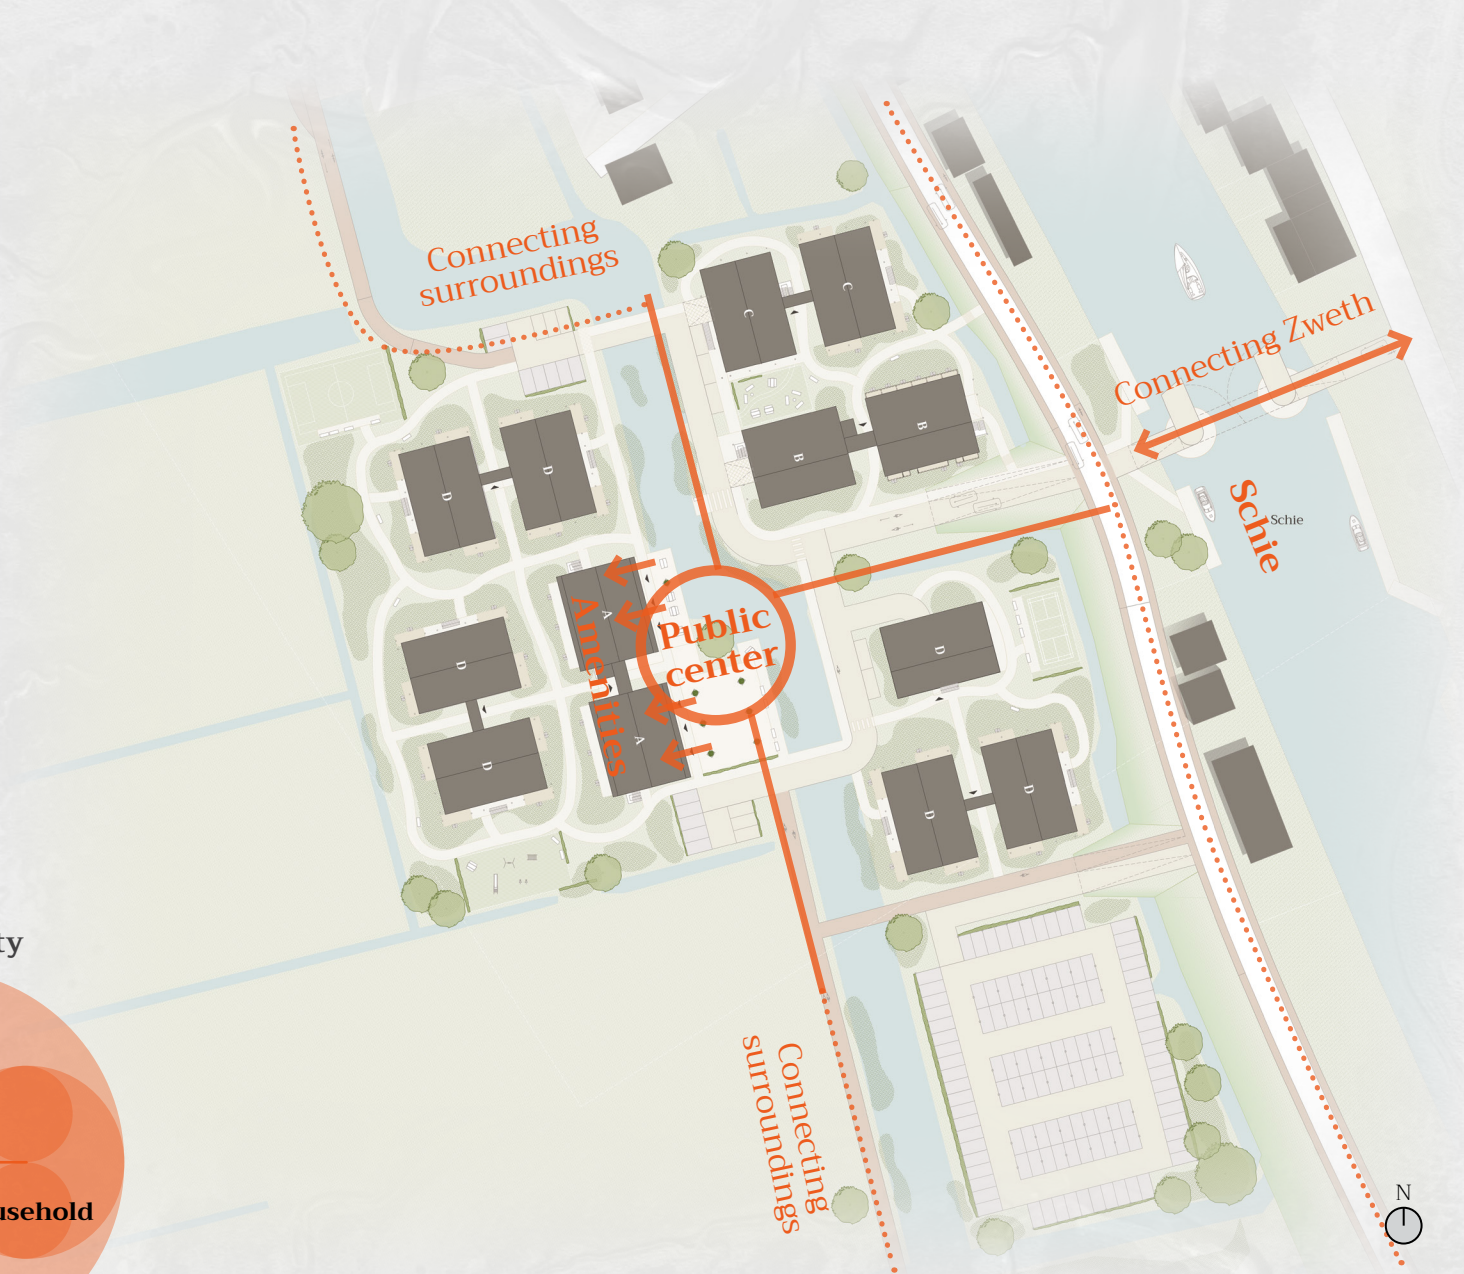 Connecting
surroundings
C
C
Connecting Zweth
B
B
D
D
Schie
Schie
A
Amenities
Public
center
D
D
A
D
D
D
D
ty
Connecting
surroundings
N
usehold